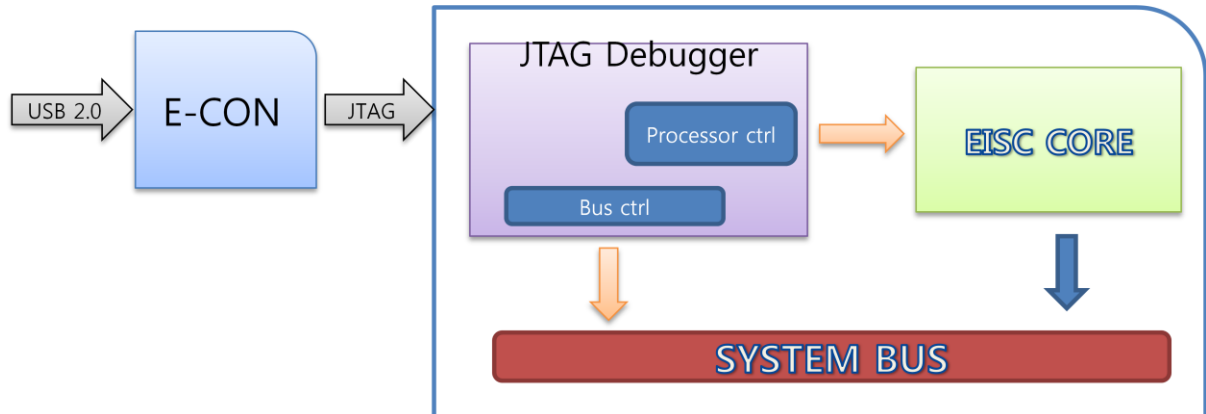 USB 2.0
E-CON
JTAG
JTAG Debugger
Processor ctrl
Bus ctrl
EISC CORE
SYSTEM BUS